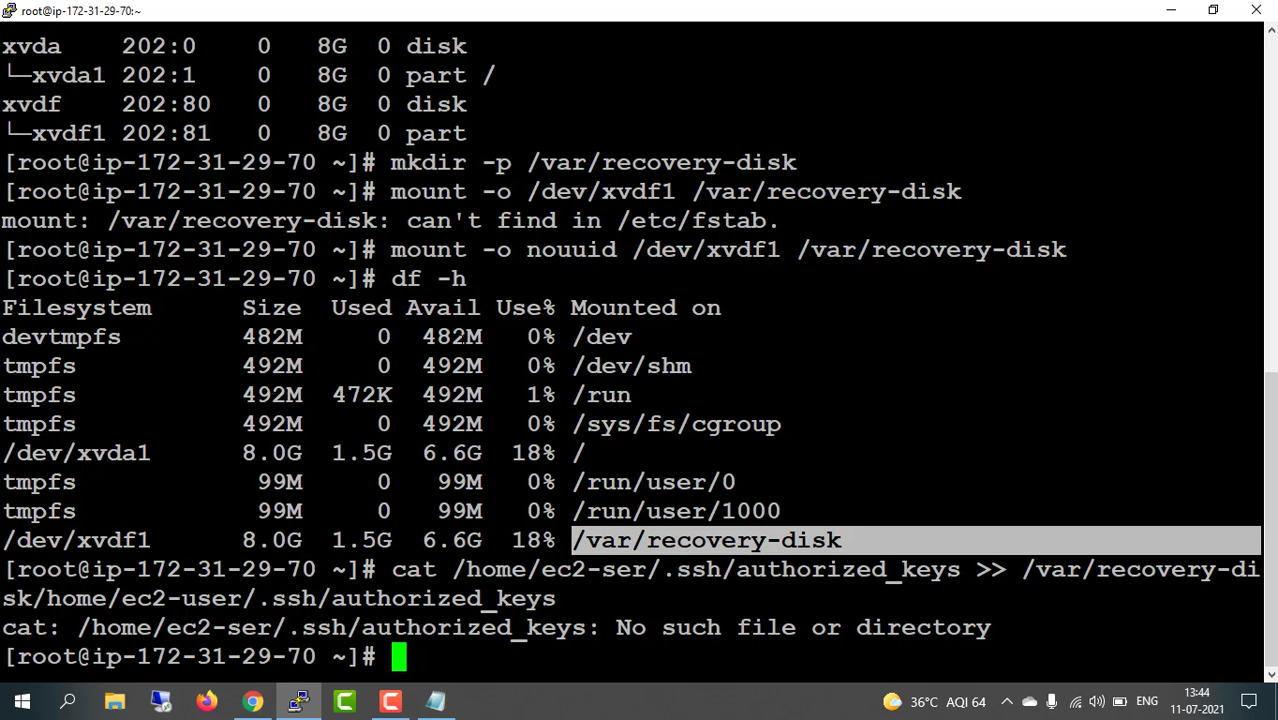 root@ip-172-31-29-70:~
xvda 202:0 0 8G 0 disk
└─xvda1 202:1 0 8G 0 part /
xvdf 202:80 0 8G 0 disk
└─xvdf1 202:81 0 8G 0 part
[root@ip-172-31-29-70 ~]# mkdir -p /var/recovery-disk
[root@ip-172-31-29-70 ~]# mount -o /dev/xvdf1 /var/recovery-disk
mount: /var/recovery-disk: can't find in /etc/fstab.
[root@ip-172-31-29-70 ~]# mount -o nouuid /dev/xvdf1 /var/recovery-disk
[root@ip-172-31-29-70 ~]# df -h
Filesystem Size Used Avail Use% Mounted on
devtmpfs 482M 0 482M 0% /dev
tmpfs 492M 0 492M 0% /dev/shm
tmpfs 492M 472K 492M 1% /run
tmpfs 492M 0 492M 0% /sys/fs/cgroup
/dev/xvda1 8.0G 1.5G 6.6G 18% /
tmpfs 99M 0 99M 0% /run/user/0
tmpfs 99M 0 99M 0% /run/user/1000
/dev/xvdf1 8.0G 1.5G 6.6G 18% /var/recovery-disk
[root@ip-172-31-29-70 ~]# cat /home/ec2-ser/.ssh/authorized_keys >> /var/recovery-di
sk/home/ec2-user/.ssh/authorized_keys
cat: /home/ec2-ser/.ssh/authorized_keys: No such file or directory
[root@ip-172-31-29-70 ~]#
36°C AQI 64 ENG 13:44
11-07-2021